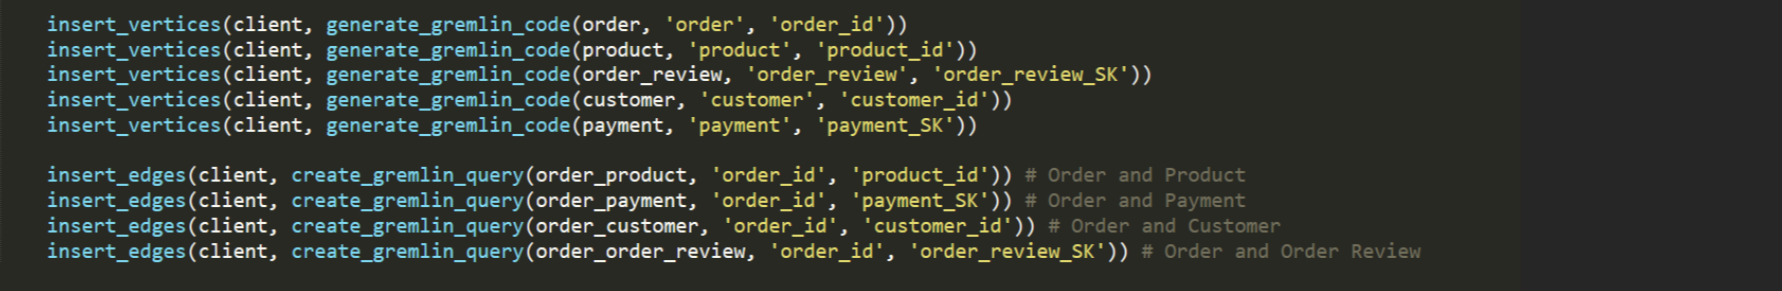 insert_vertices(client, generate_gremlin_code(order, 'order', 'order_id'))
insert_vertices(client, generate_gremlin_code(product, 'product', 'product_id'))
insert_vertices(client, generate_gremlin_code(order_review, 'order_review', 'order_review_SK'))
insert_vertices(client, generate_gremlin_code(customer, 'customer', 'customer_id'))
insert_vertices(client, generate_gremlin_code(payment, 'payment', 'payment_SK'))
insert_edges(client, create_gremlin_query(order_product, 'order_id', 'product_id')) # Order and Product
insert_edges(client, create_gremlin_query(order_payment, 'order_id', 'payment_SK')) # Order and Payment
insert_edges(client, create_gremlin_query(order_customer, 'order_id', 'customer_id')) # Order and Customer
insert_edges(client, create_gremlin_query(order_order_review, 'order_id', 'order_review_SK')) # Order and Order Review